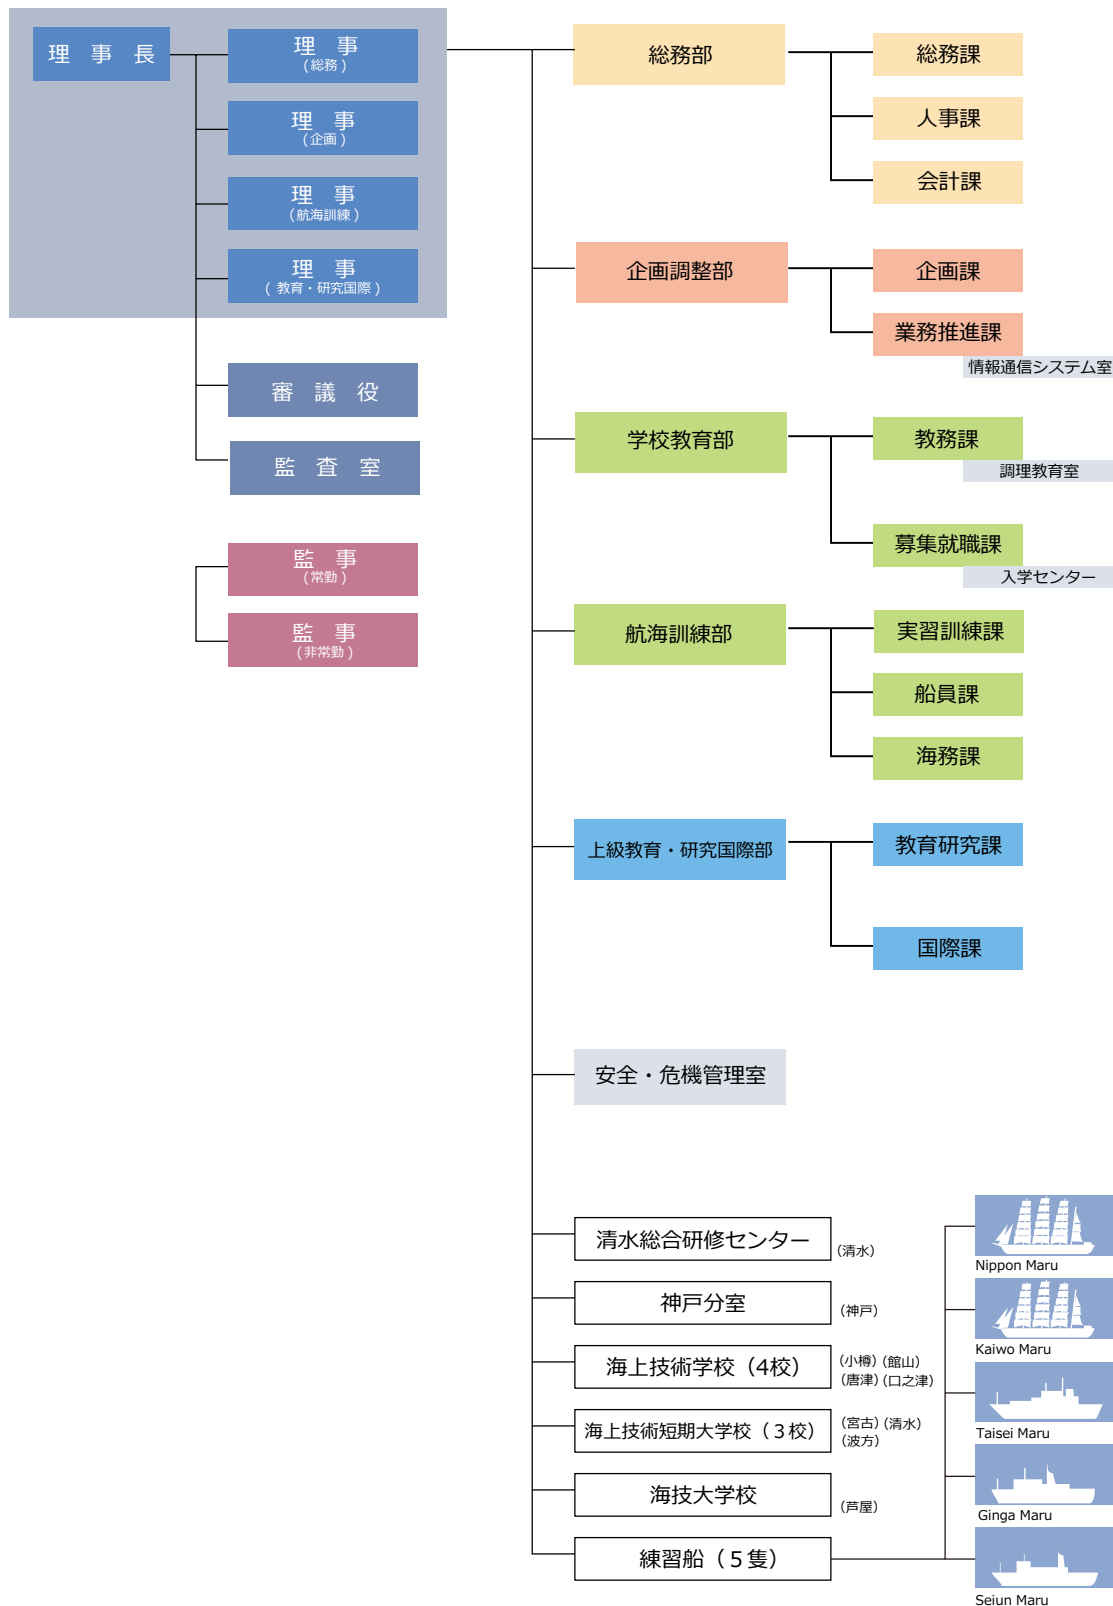 理 事 長
理 事
(総務)
理 事
(企画)
理 事
(航海訓練)
理 事
(教育・研究国際)
審 議 役
監 査 室
監 事
(常勤)
監 事
(非常勤)
総務部
総務課
人事課
会計課
企画調整部
企画課
業務推進課
情報通信システム室
学校教育部
教務課
調理教育室
募集就職課
入学センター
航海訓練部
実習訓練課
船員課
海務課
上級教育・研究国際部
教育研究課
国際課
安全・危機管理室
清水総合研修センター
(清水)
神戸分室
(神戸)
海上技術学校（4校）
(小樽) (館山)
(唐津) (口之津)
海上技術短期大学校（３校）
(宮古) (清水)
(波方)
海技大学校
(芦屋)
練習船（５隻）
Nippon Maru
Kaiwo Maru
Taisei Maru
Ginga Maru
Seiun Maru